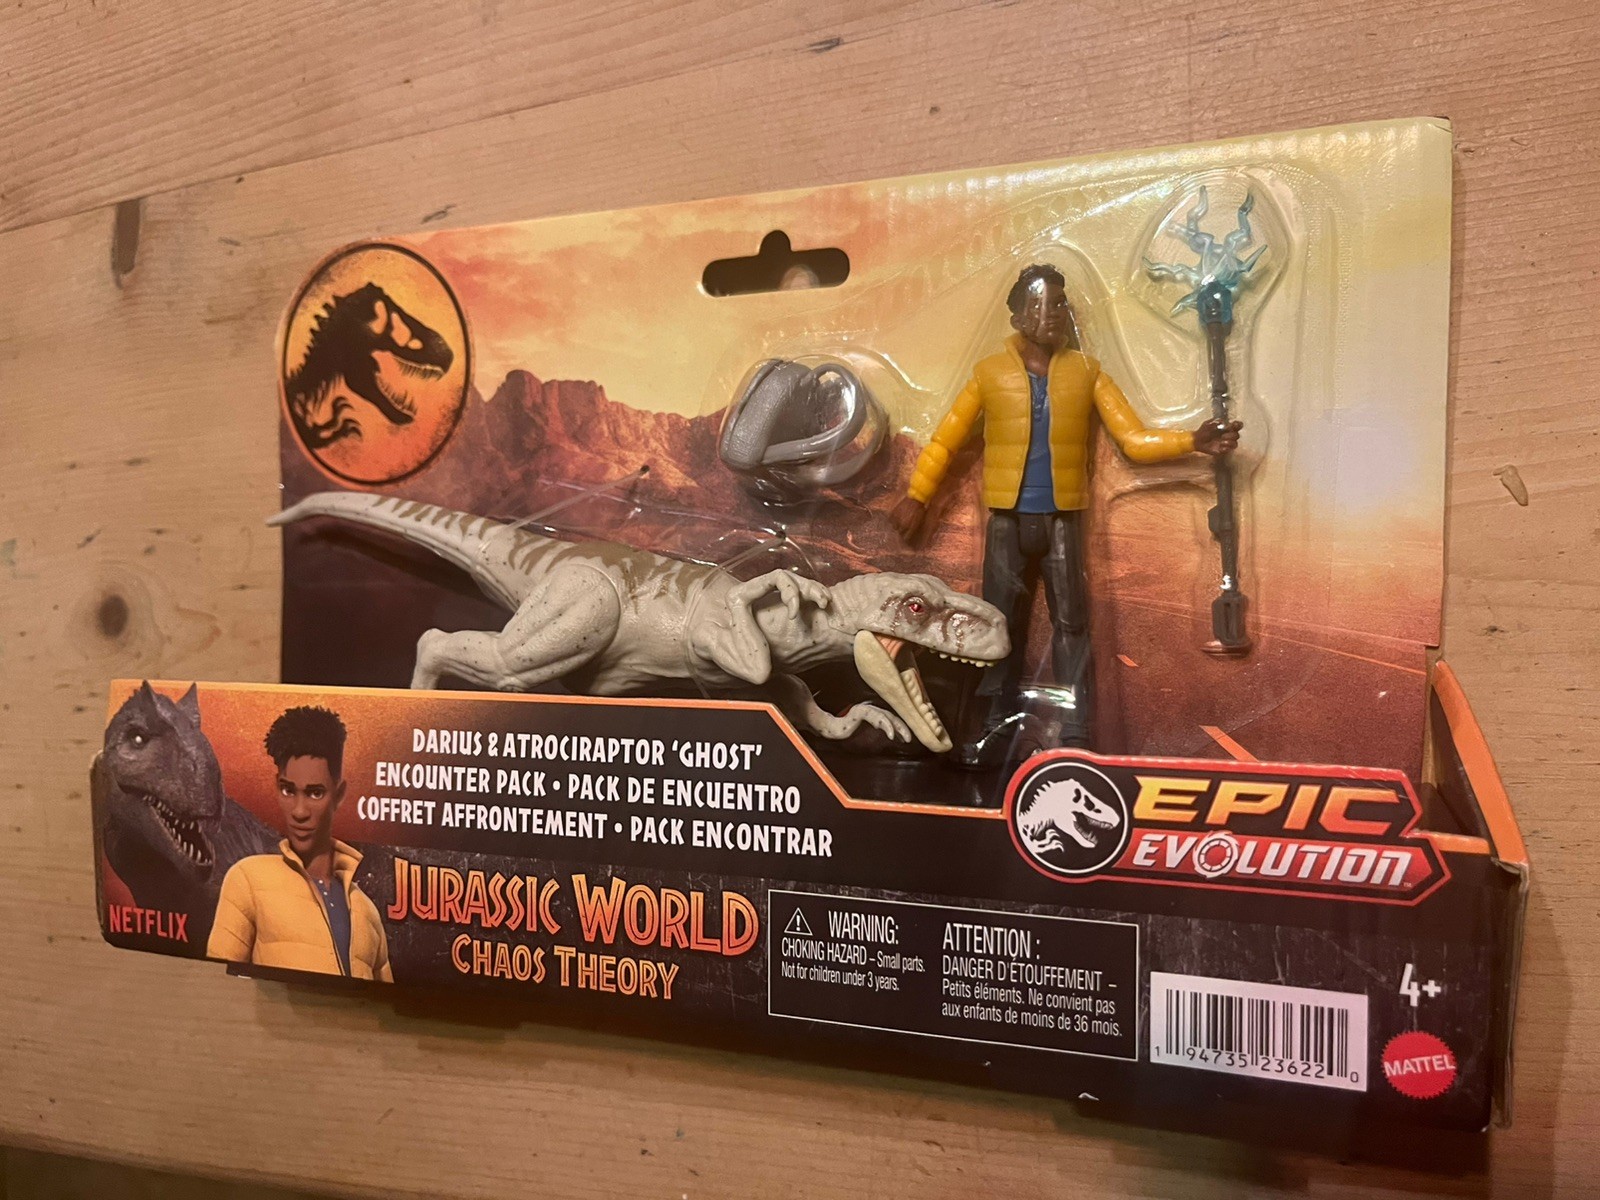 DARIUS & ATROCIRAPTOR 'GHOST'
ENCOUNTER PACK • PACK DE ENCUENTRO
COFFRET AFFRONTEMENT • PACK ENCONTRAR
EPIC
EVOLUTION™
NETFLIX
JURASSIC WORLD
CHAOS THEORY
WARNING:
CHOKING HAZARD – Small parts.
Not for children under 3 years.
ATTENTION :
DANGER D'ÉTOUFFEMENT –
Petits éléments. Ne convient pas
aux enfants de moins de 36 mois.
1 94735 23622 0
4+
MATTEL